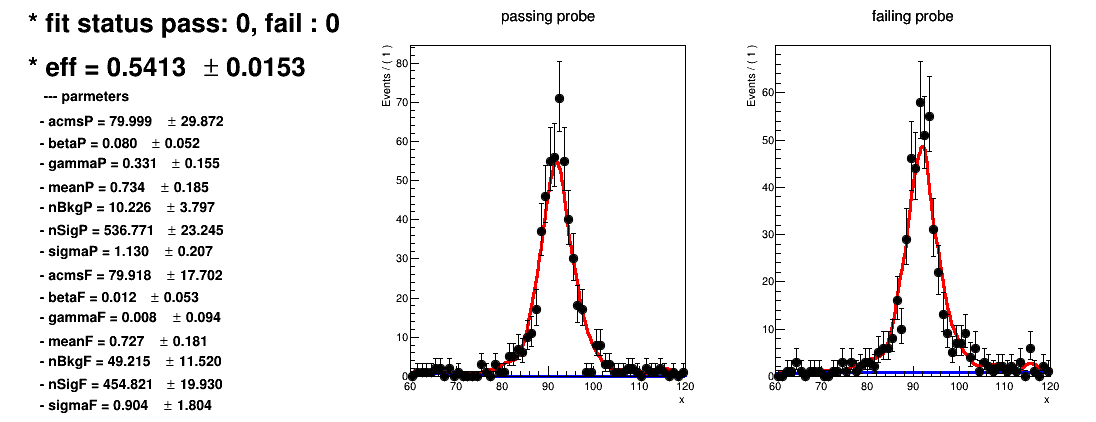 * fit status pass: 0, fail : 0
* eff = 0.5413 ± 0.0153
--- parmeters
- acmsP = 79.999 ± 29.872
- betaP = 0.080 ± 0.052
- gammaP = 0.331 ± 0.155
- meanP = 0.734 ± 0.185
- nBkgP = 10.226 ± 3.797
- nSigP = 536.771 ± 23.245
- sigmaP = 1.130 ± 0.207
- acmsF = 79.918 ± 17.702
- betaF = 0.012 ± 0.053
- gammaF = 0.008 ± 0.094
- meanF = 0.727 ± 0.181
- nBkgF = 49.215 ± 11.520
- nSigF = 454.821 ± 19.930
- sigmaF = 0.904 ± 1.804
passing probe
Events / ( 1 )
80
70
60
50
40
30
20
10
0
60 70 80 90 100 110 120
x
failing probe
Events / ( 1 )
60
50
40
30
20
10
0
60 70 80 90 100 110 120
x